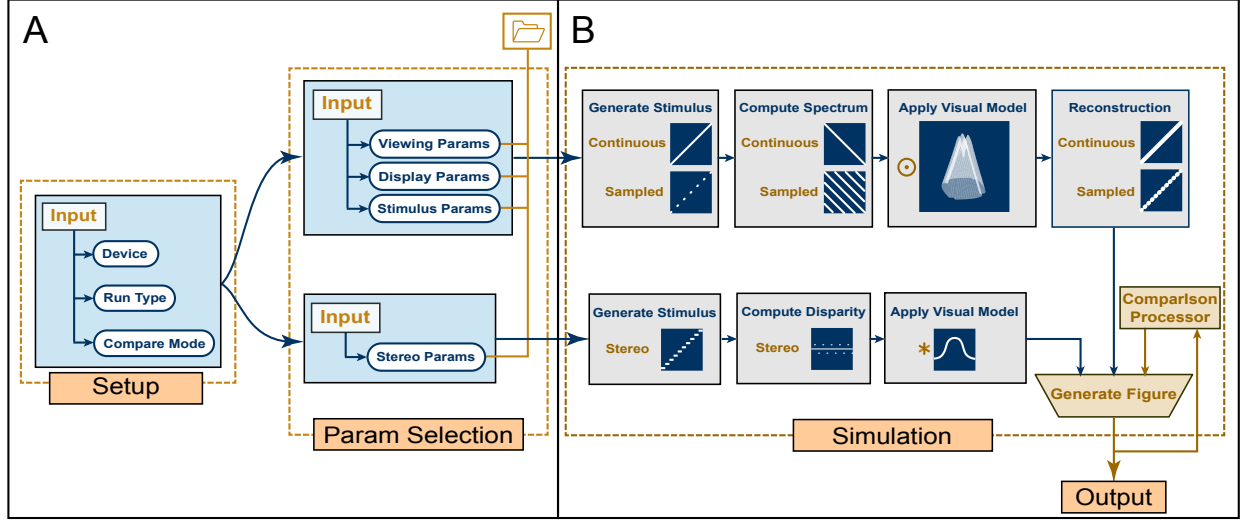 A
Input
Device
Run Type
Compare Mode
Setup
Input
Viewing Params
Display Params
Stimulus Params
Input
Stereo Params
Param Selection
B
Generate Stimulus
Continuous
Sampled
Compute Spectrum
Continuous
Sampled
Apply Visual Model
Reconstruction
Continuous
Sampled
Generate Stimulus
Stereo
Compute Disparity
Stereo
Apply Visual Model
*
Comparison
Processor
Generate Figure
Simulation
Output